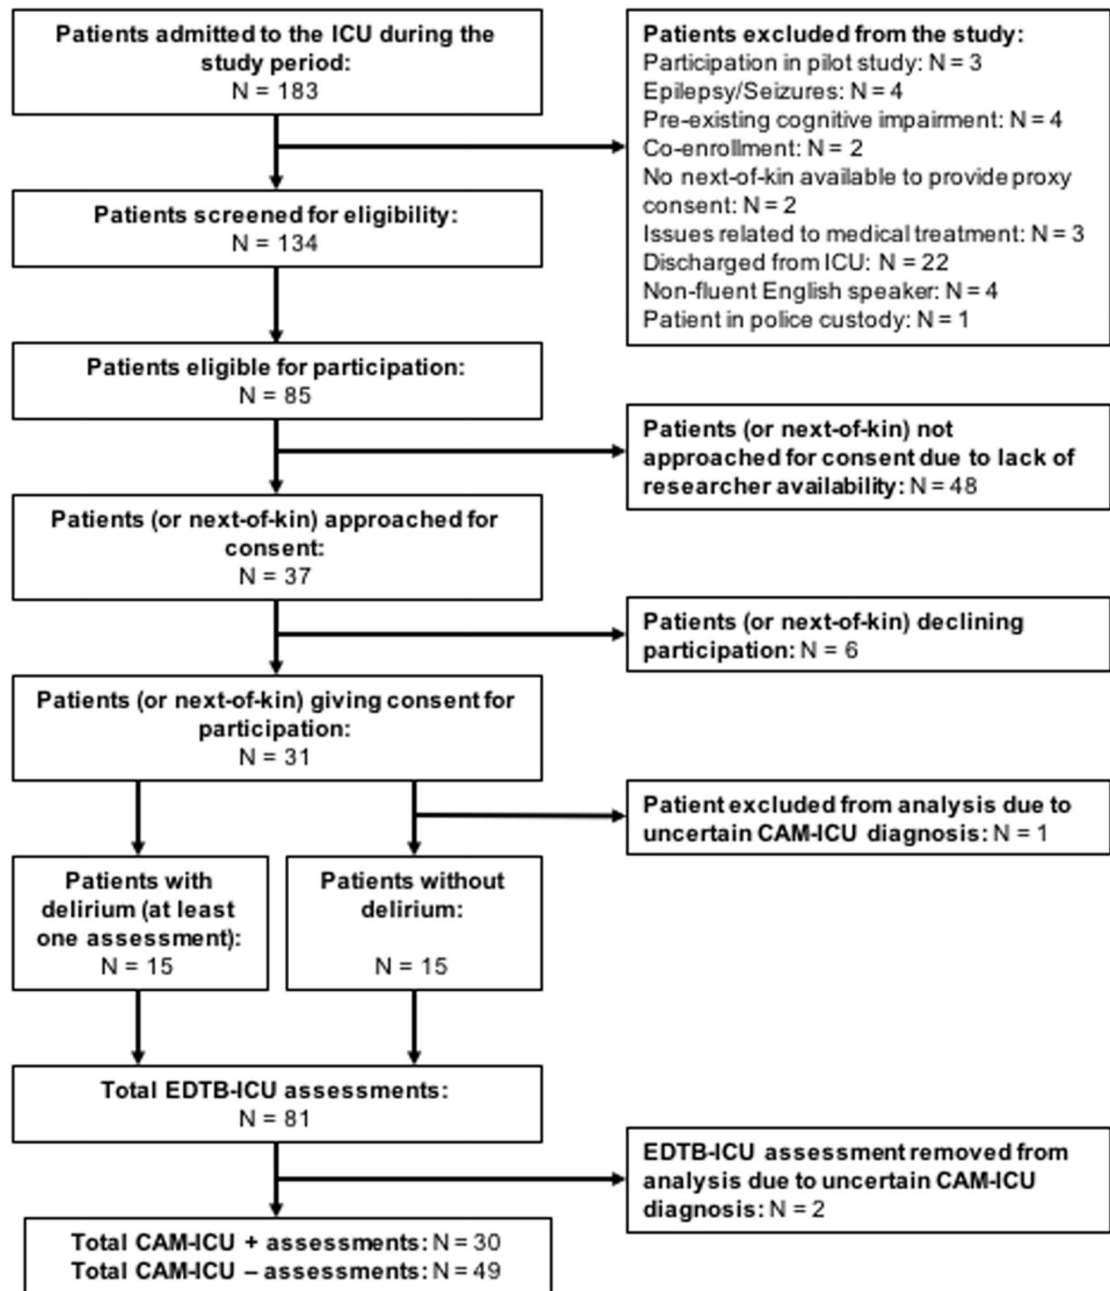 Patients admitted to the ICU during the
study period:
N = 183
Patients excluded from the study:
Participation in pilot study: N = 3
Epilepsy/Seizures: N = 4
Pre-existing cognitive impairment: N = 4
Co-enrollment: N = 2
No next-of-kin available to provide proxy
consent: N = 2
Issues related to medical treatment: N = 3
Discharged from ICU: N = 22
Non-fluent English speaker: N = 4
Patient in police custody: N = 1
Patients screened for eligibility:
N = 134
Patients eligible for participation:
N = 85
Patients (or next-of-kin) not
approached for consent due to lack of
researcher availability: N = 48
Patients (or next-of-kin) approached for
consent:
N = 37
Patients (or next-of-kin) declining
participation: N = 6
Patients (or next-of-kin) giving consent for
participation:
N = 31
Patient excluded from analysis due to
uncertain CAM-ICU diagnosis: N = 1
Patients with
delirium (at least
one assessment):
N = 15
Patients without
delirium:
N = 15
Total EDTB-ICU assessments:
N = 81
EDTB-ICU assessment removed from
analysis due to uncertain CAM-ICU
diagnosis: N = 2
Total CAM-ICU + assessments: N = 30
Total CAM-ICU – assessments: N = 49